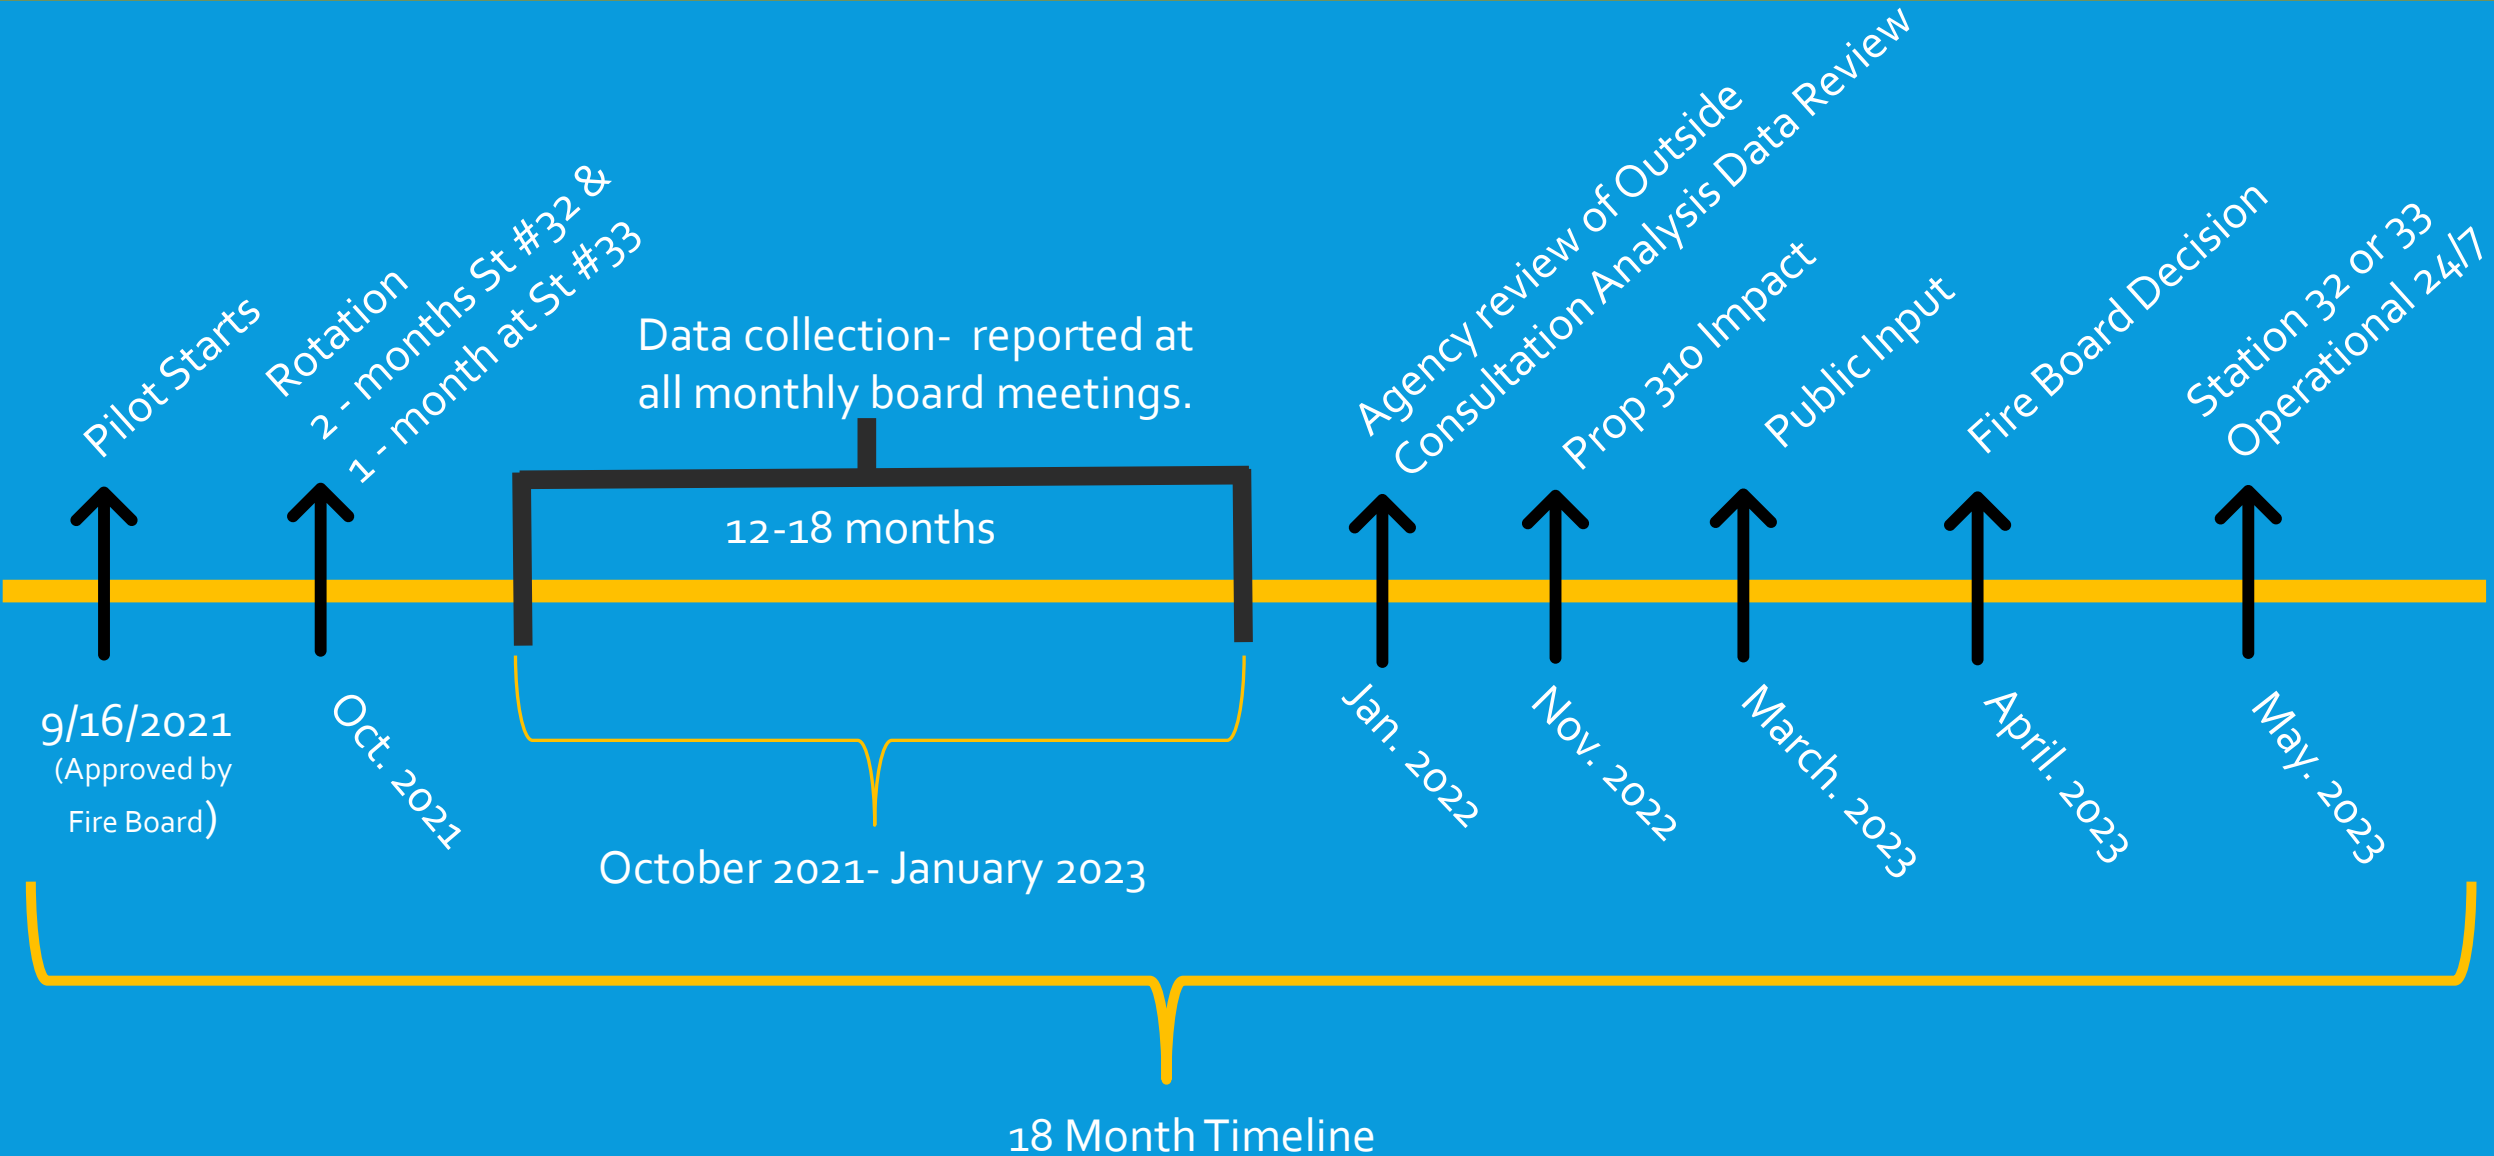 Pilot Starts
Rotation
2 - months St #32 &
1 - month at St #33
Data collection-  reported at
all monthly board meetings.
12-18 months
Agency review of Outside
Consultation Analysis Data Review
Prop 310 Impact
Public Input
Fire Board Decision
Station 32 or 33
Operational 24/7
9/16/2021
(Approved by
Fire Board)
Oct. 2021
October 2021- January 2023
Jan. 2022
Nov. 2022
March. 2023
April. 2023
May. 2023
18 Month Timeline